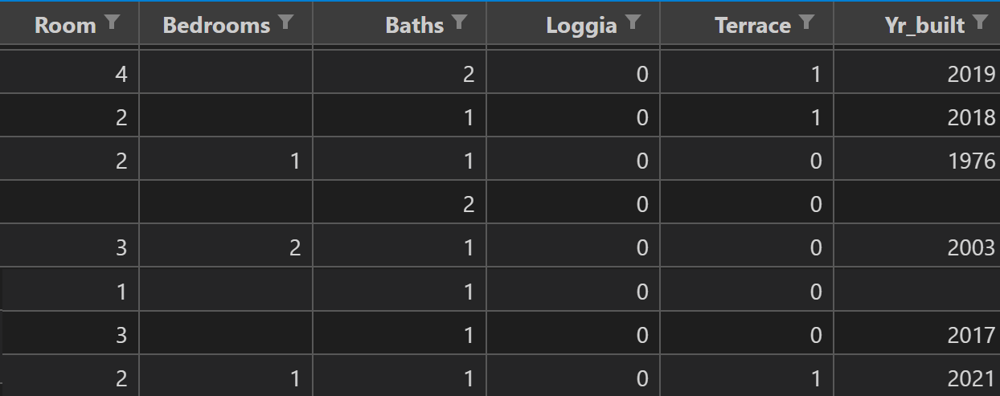 Room Bedrooms Baths Loggia Terrace Yr_built
4 2 0 1 2019
2 1 0 1 2018
2 1 1 0 0 1976
2 0 0
3 2 1 0 0 2003
1 1 0 0
3 1 0 0 2017
2 1 1 0 1 2021